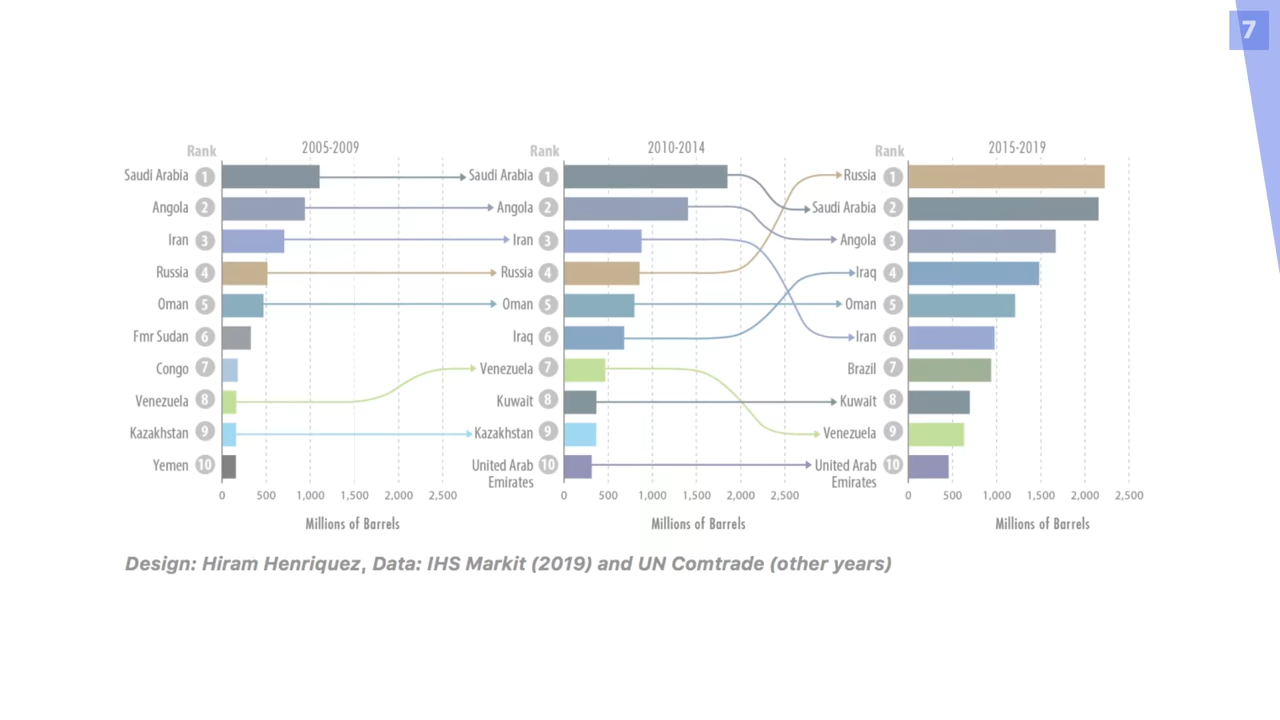 7
Rank 2005-2009
Saudi Arabia 1
Angola 2
Iran 3
Russia 4
Oman 5
Fmr Sudan 6
Congo 7
Venezuela 8
Kazakhstan 9
Yemen 10
0 500 1,000 1,500 2,000 2,500
Millions of Barrels
Rank 2010-2014
Saudi Arabia 1
Angola 2
Iran 3
Russia 4
Oman 5
Iraq 6
Venezuela 7
Kuwait 8
Kazakhstan 9
United Arab 10
Emirates
0 500 1,000 1,500 2,000 2,500
Millions of Barrels
Rank 2015-2019
Russia 1
Saudi Arabia 2
Angola 3
Iraq 4
Oman 5
Iran 6
Brazil 7
Kuwait 8
Venezuela 9
United Arab 10
Emirates
0 500 1,000 1,500 2,000 2,500
Millions of Barrels
Design: Hiram Henriquez, Data: IHS Markit (2019) and UN Comtrade (other years)